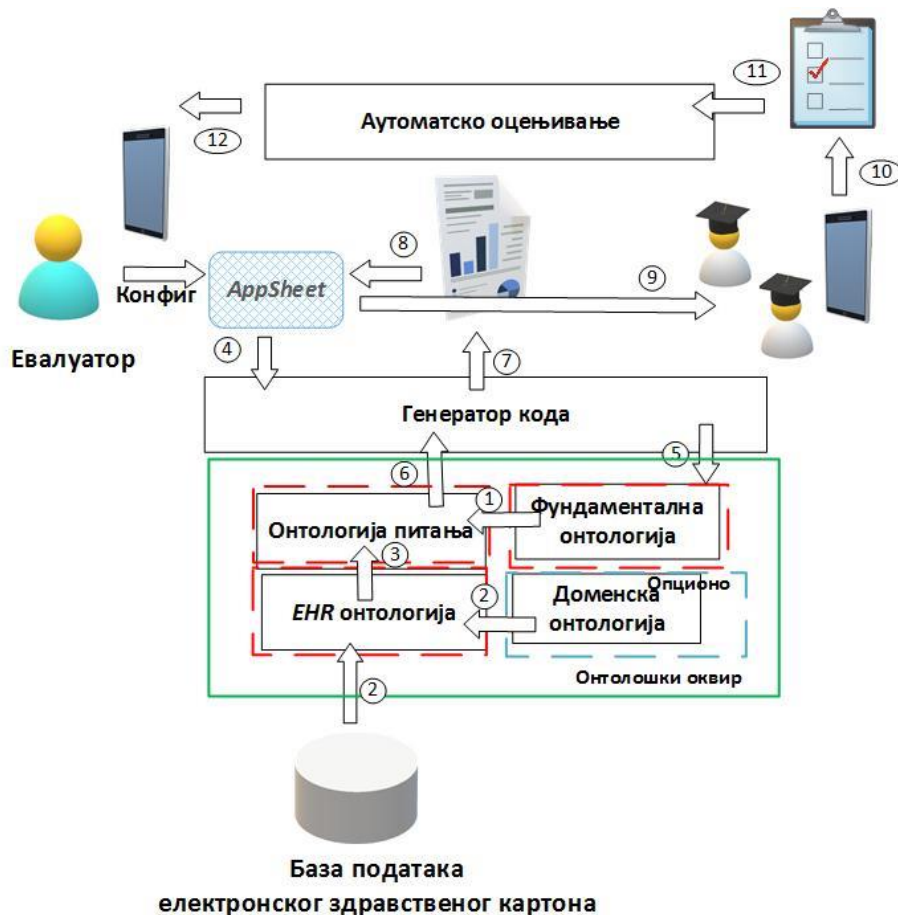 11
Аутоматско оцењивање
12
10
8
9
AppSheet
Конфиг
Евалуатор
4
7
Генератор кода
5
6
1
Онтологија питања
Фундаментална
онтологија
3
Опционо
2
EHR онтологија
Доменска
онтологија
Онтолошки оквир
2
База података
електронског здравственог картона